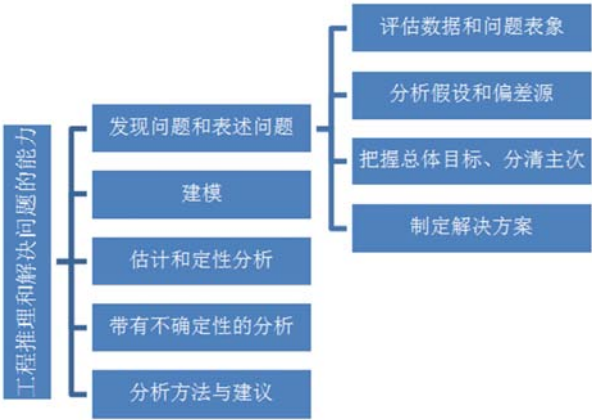 工程推理和解决问题的能力
发现问题和表述问题
建模
估计和定性分析
带有不确定性的分析
分析方法与建议
评估数据和问题表象
分析假设和偏差源
把握总体目标、分清主次
制定解决方案